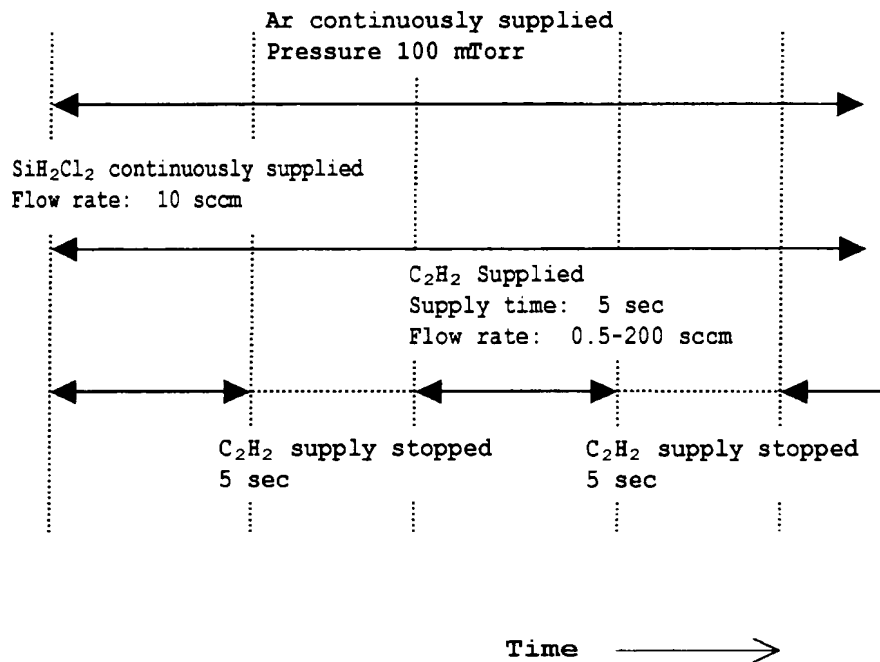 Ar continuously supplied
Pressure 100 mTorr
SiH₂Cl₂ continuously supplied
Flow rate: 10 sccm
C₂H₂ Supplied
Supply time: 5 sec
Flow rate: 0.5-200 sccm
C₂H₂ supply stopped
5 sec
C₂H₂ supply stopped
5 sec
Time